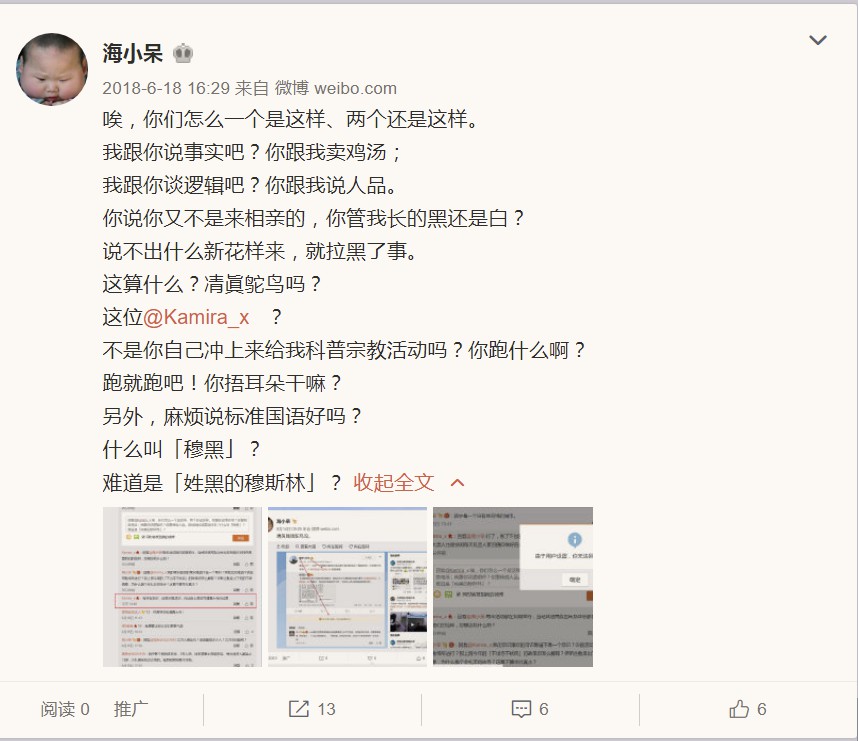 海小呆
2018-6-18 16:29 来自 微博 weibo.com
唉，你们怎么一个是这样、两个还是这样。
我跟你说事实吧？你跟我卖鸡汤；
我跟你谈逻辑吧？你跟我说人品。
你说你又不是来相亲的，你管我长的黑还是白？
说不出什么新花样来，就拉黑了事。
这算什么？凊眞鸵鸟吗？
这位@Kamira_x ？
不是你自己冲上来给我科普宗教活动吗？你跑什么啊？
跑就跑吧！你捂耳朵干嘛？
另外，麻烦说标准国语好吗？
什么叫「穆黑」？
难道是「姓黑的穆斯林」？ 收起全文
海小呆
确定
阅读 0 推广 13 6 6